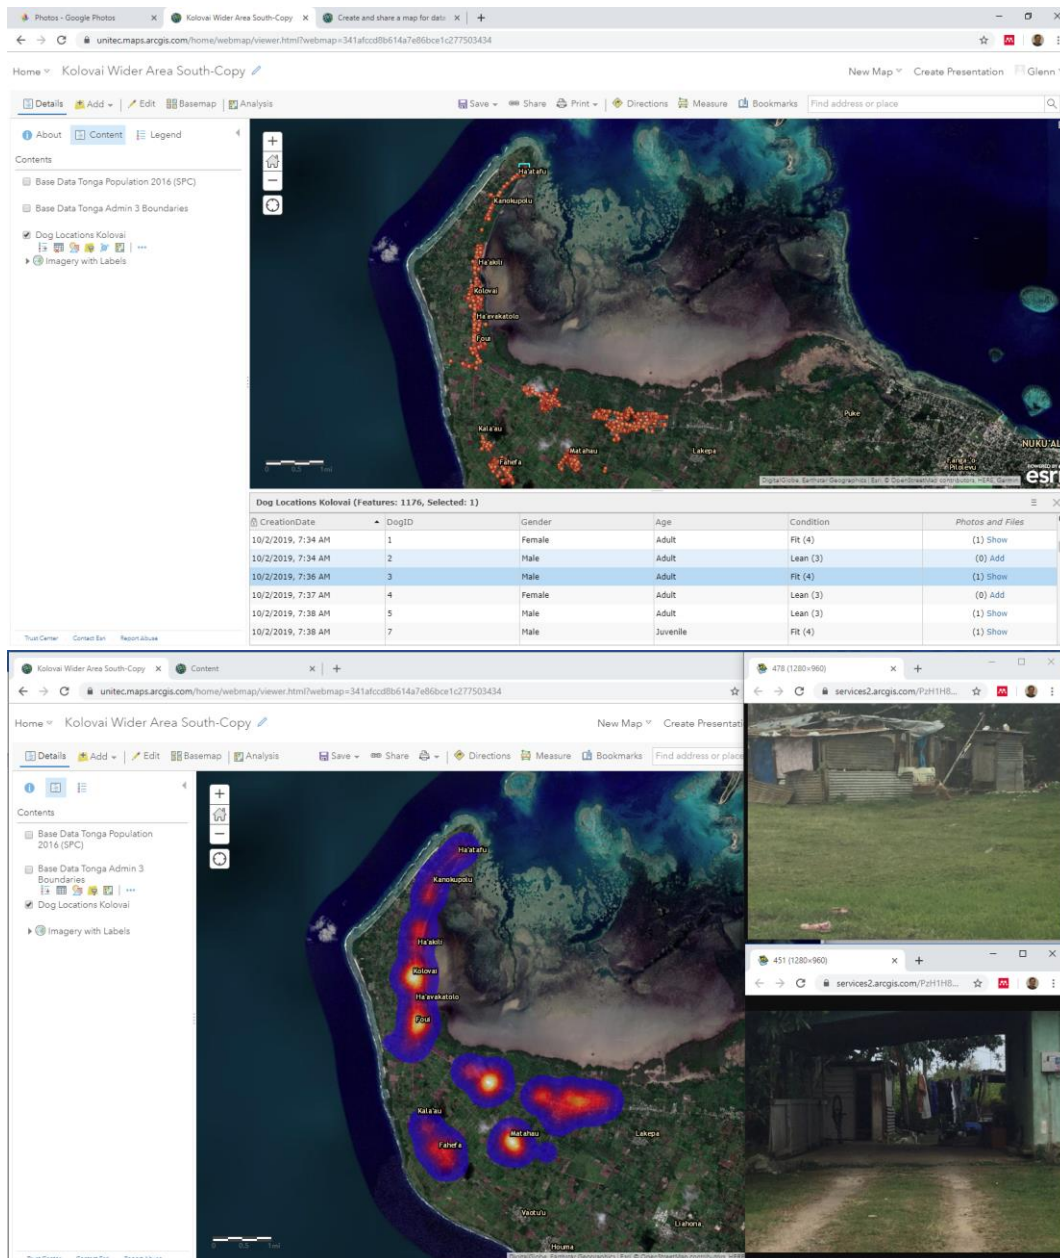 Photos - Google Photos
Kolovai Wider Area South-Copy
Create and share a map for data
unitec.maps.arcgis.com/home/webmap/viewer.html?webmap=341afccd8b614a7e86bce1c277503434
Home Kolovai Wider Area South-Copy New Map Create Presentation Glenn
Details Add Edit Basemap Analysis Save Share Print Directions Measure Bookmarks Find address or place
About Content Legend
Contents
Base Data Tonga Population 2016 (SPC)
Base Data Tonga Admin 3 Boundaries
Dog Locations Kolovai
Imagery with Labels
Ha'atafu
Kanokupolu
Ha'akili
Kolovai
Ha'avakatolo
Foui
Puke
Kala'au
Matahau
Lakepa
Fahefa
NUKU'AL
0 0.5 1mi
esri
Dog Locations Kolovai (Features: 1176, Selected: 1)
CreationDate DogID Gender Age Condition Photos and Files
10/2/2019, 7:34 AM 1 Female Adult Fit (4) (1) Show
10/2/2019, 7:34 AM 2 Male Adult Lean (3) (0) Add
10/2/2019, 7:36 AM 3 Male Adult Fit (4) (1) Show
10/2/2019, 7:37 AM 4 Female Adult Lean (3) (0) Add
10/2/2019, 7:38 AM 5 Male Adult Lean (3) (1) Show
10/2/2019, 7:38 AM 7 Male Juvenile Fit (4) (1) Show
Trust Center Contact Esri Report Abuse
Kolovai Wider Area South-Copy
Content
unitec.maps.arcgis.com/home/webmap/viewer.html?webmap=341afccd8b614a7e86bce1c277503434
Home Kolovai Wider Area South-Copy New Map Create Presentati
Details Add Edit Basemap Analysis Save Share Directions Measure Bookmarks Find address or place
Contents
Base Data Tonga Population
2016 (SPC)
Base Data Tonga Admin 3
Boundaries
Dog Locations Kolovai
Imagery with Labels
Ha'atafu
Kanokupolu
Ha'akili
Kolovai
Ha'avakatolo
Foui
Kala'au
Matahau
Lakepa
Fahefa
Vaotu'u
Liahona
Houma
0 0.5 1mi
478 (1280×960)
services2.arcgis.com/PzH1H8...
451 (1280×960)
services2.arcgis.com/PzH1H8...